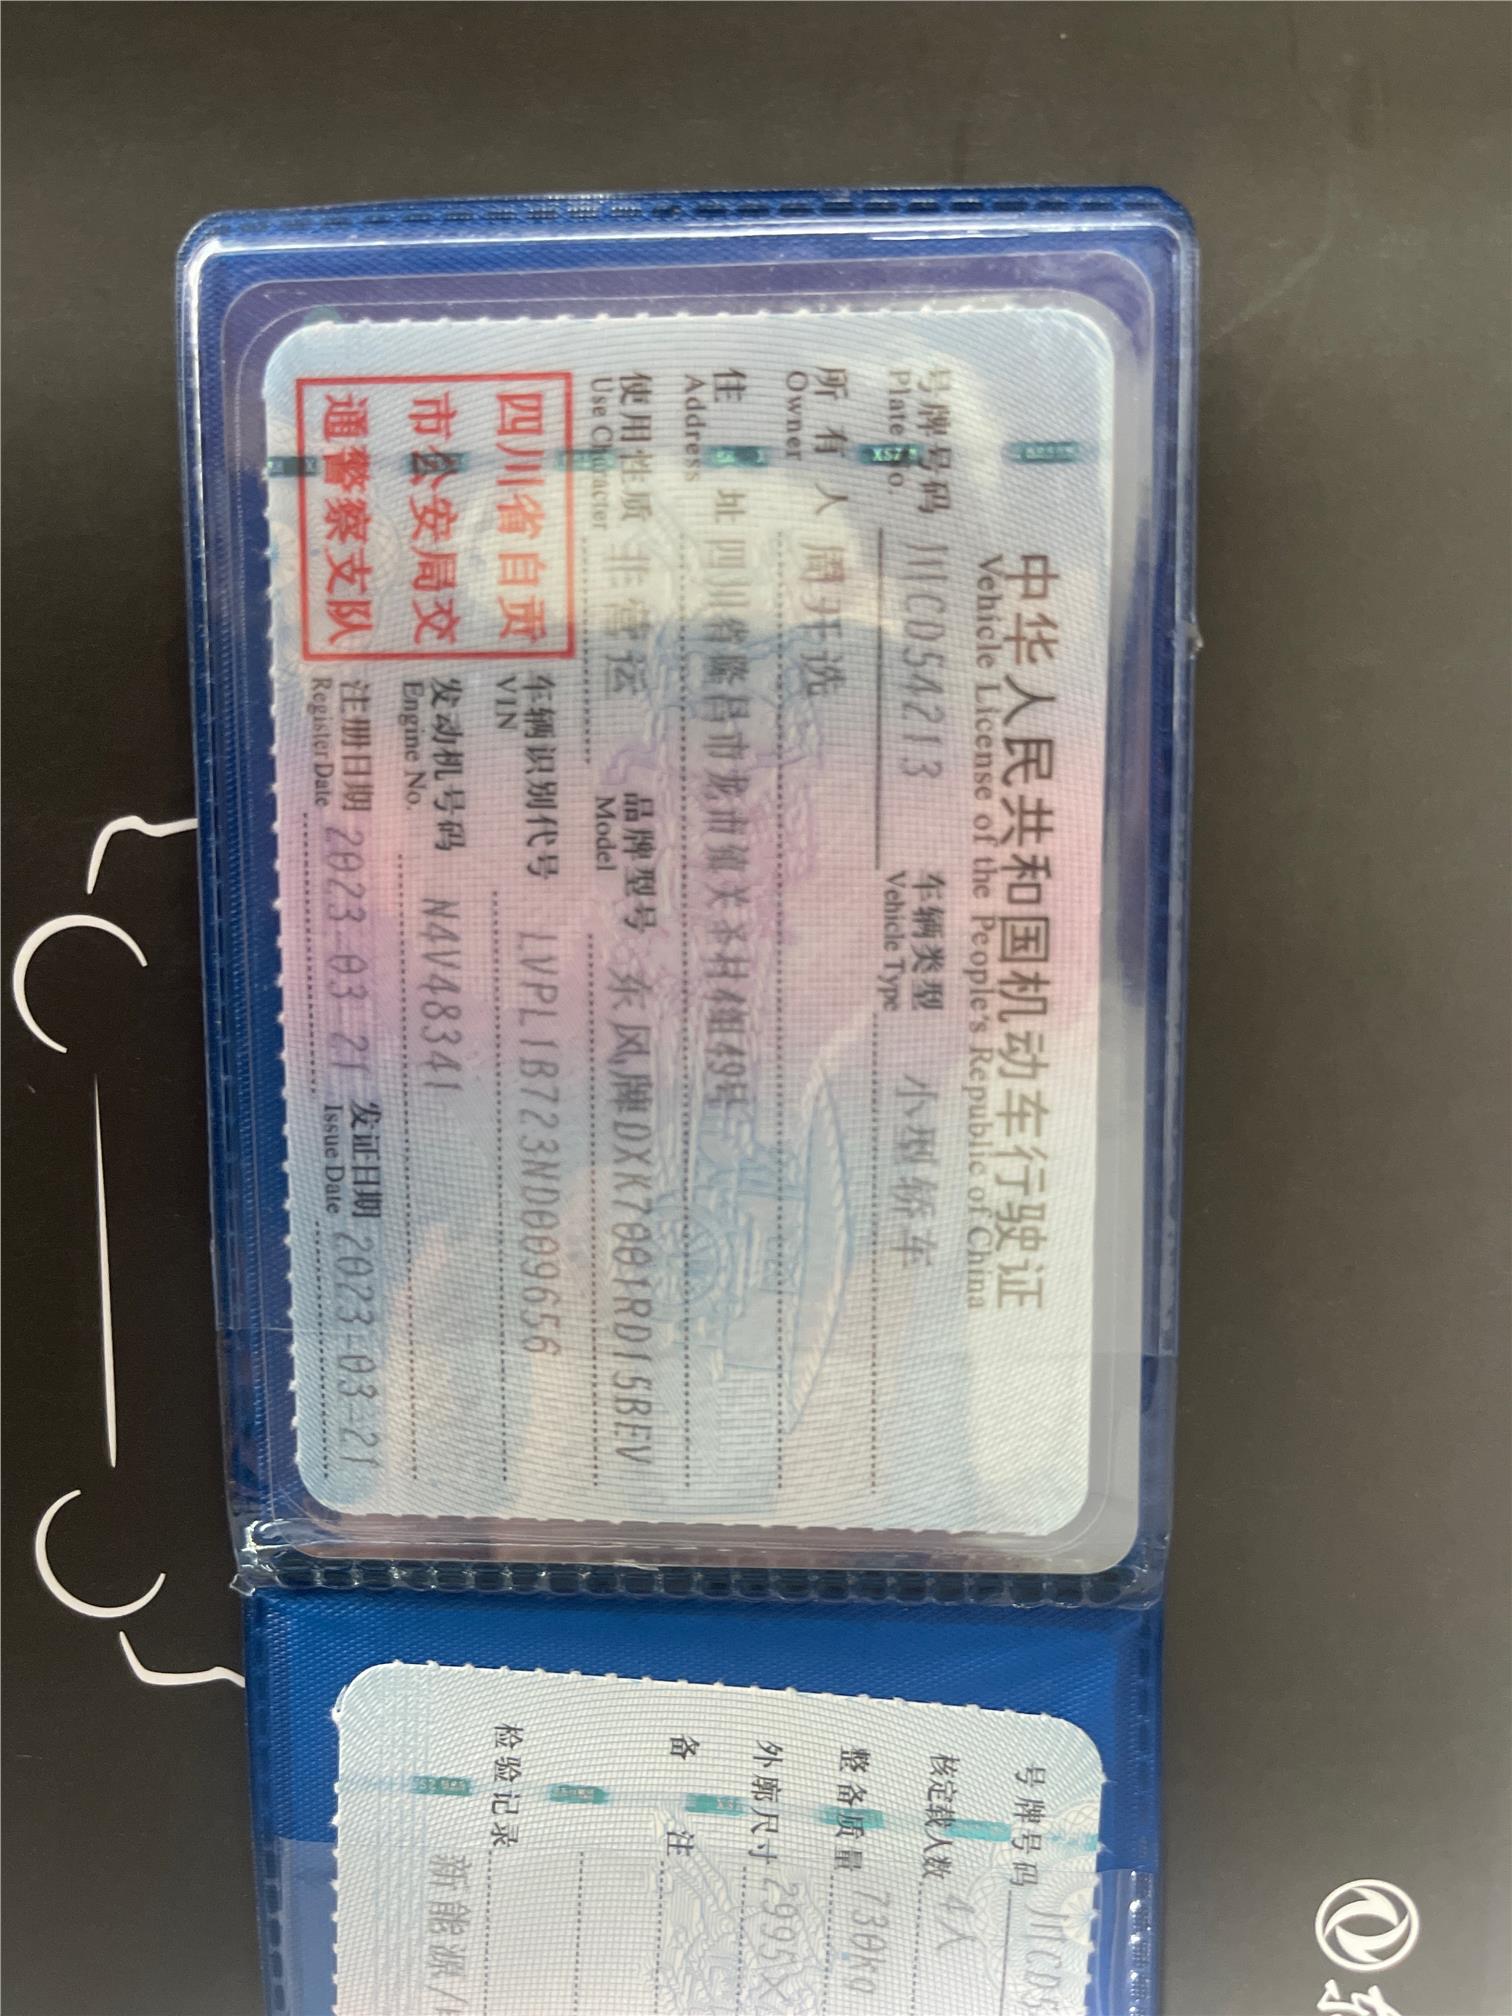 中华人民共和国机动车行驶证
Vehicle License of the People's Republic of China
号牌号码 川CD54213 车辆类型 小型轿车
Plate No. Vehicle Type
所有人 周开选
Owner
住址 四川省隆昌市龙市镇关圣村4组49号
Address
使用性质 非营运 品牌型号 东风牌DXK7001RD1SBEV
Use Character Model
四川省自贡
市公安局交
通警察支队
车辆识别代号 LVPL1B723ND009656
VIN
发动机号码 N4V48341
Engine No.
注册日期 2023-03-21 发证日期 2023-03-21
Register Date Issue Date
号牌号码 川CD5
核定载人数 4人
整备质量 730kg
外廓尺寸 2995X
备注
检验记录
新能源